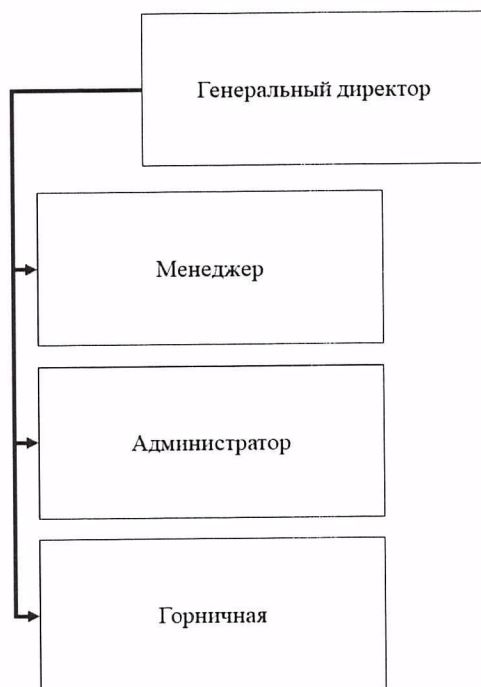 Генеральный директор
Менеджер
Администратор
Горничная